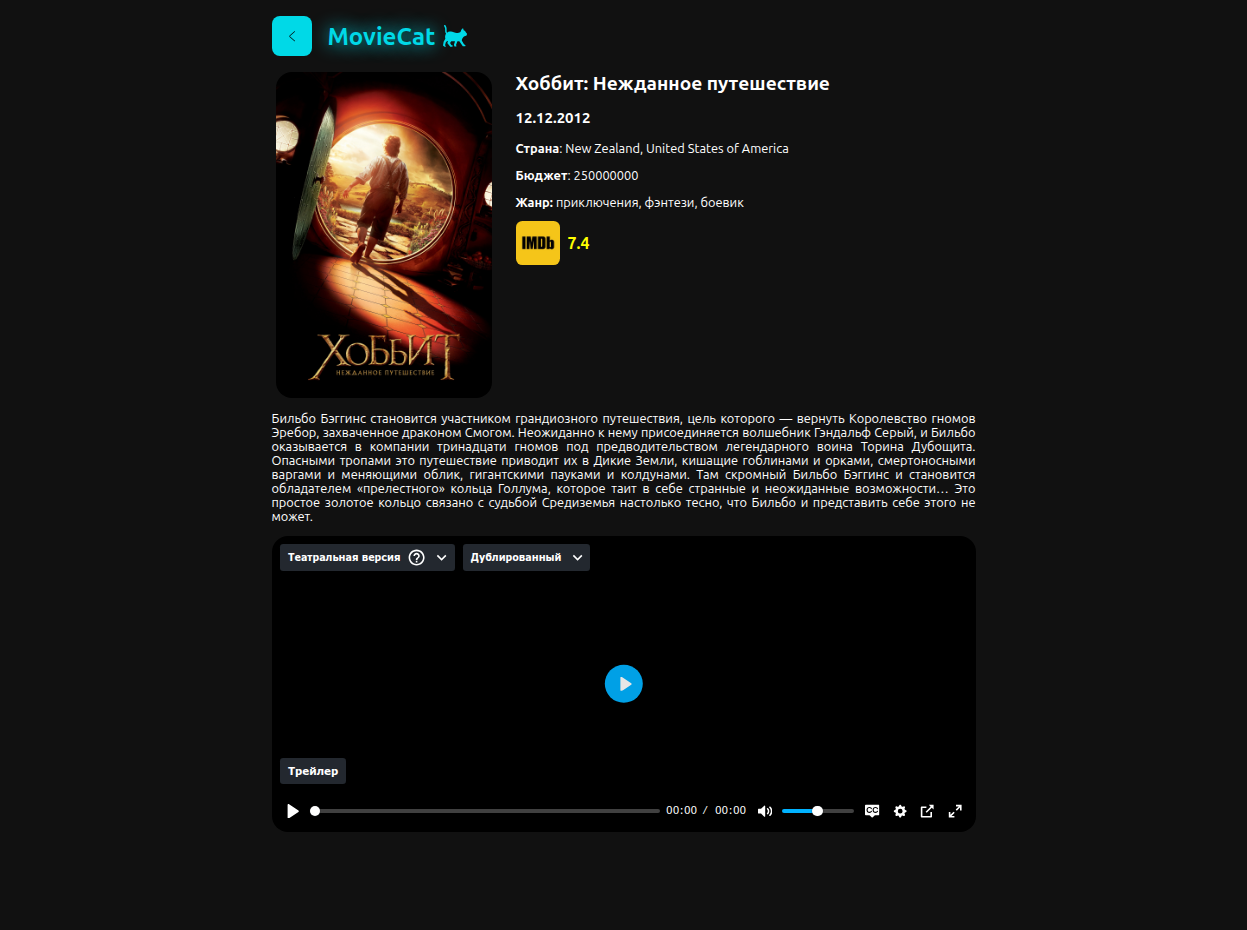 MovieCat
Хоббит: Нежданное путешествие
12.12.2012
Страна: New Zealand, United States of America
Бюджет: 250000000
Жанр: приключения, фэнтези, боевик
IMDb 7.4
ХОББИТ
НЕЖДАННОЕ ПУТЕШЕСТВИЕ
Бильбо Бэггинс становится участником грандиозного путешествия, цель которого — вернуть Королевство гномов
Эребор, захваченное драконом Смогом. Неожиданно к нему присоединяется волшебник Гэндальф Серый, и Бильбо
оказывается в компании тринадцати гномов под предводительством легендарного воина Торина Дубощита.
Опасными тропами это путешествие приводит их в Дикие Земли, кишащие гоблинами и орками, смертоносными
варгами и меняющими облик, гигантскими пауками и колдунами. Там скромный Бильбо Бэггинс и становится
обладателем «прелестного» кольца Голлума, которое таит в себе странные и неожиданные возможности… Это
простое золотое кольцо связано с судьбой Средиземья настолько тесно, что Бильбо и представить себе этого не
может.
Театральная версия ? Дублированный
Трейлер
00:00 / 00:00 CC